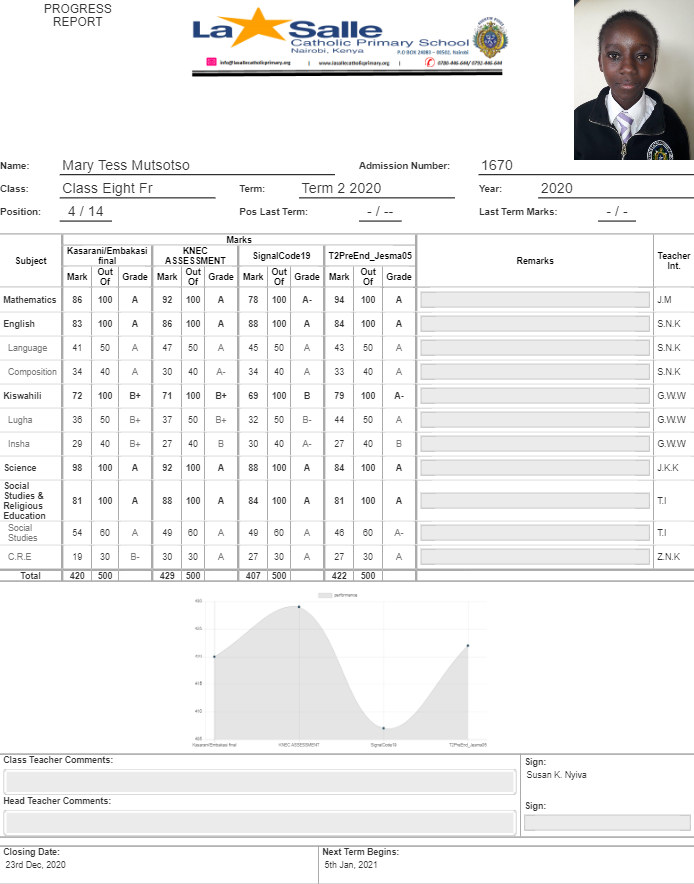 PROGRESS
REPORT
La Salle
Catholic Primary School
Nairobi, Kenya
P.O BOX 24083 – 00502, Nairobi
info@lasallecatholicprimary.org | www.lasallecatholicprimary.org | 0780-446-644/ 0792-446-644
Name: Mary Tess Mutsotso Admission Number: 1670
Class: Class Eight Fr Term: Term 2 2020 Year: 2020
Position: 4 / 14 Pos Last Term: - / -- Last Term Marks: - / -
Subject Marks Remarks Teacher Int.
Kasarani/Embakasi final KNEC ASSESSMENT SignalCode19 T2PreEnd_Jesma05
Mark Out Of Grade Mark Out Of Grade Mark Out Of Grade Mark Out Of Grade
Mathematics 86 100 A 92 100 A 78 100 A- 94 100 A J.M
English 83 100 A 86 100 A 88 100 A 84 100 A S.N.K
Language 41 50 A 47 50 A 45 50 A 43 50 A S.N.K
Composition 34 40 A 30 40 A- 34 40 A 33 40 A S.N.K
Kiswahili 72 100 B+ 71 100 B+ 69 100 B 79 100 A- G.W.W
Lugha 36 50 B+ 37 50 B+ 32 50 B- 44 50 A G.W.W
Insha 29 40 B+ 27 40 B 30 40 A- 27 40 B G.W.W
Science 98 100 A 92 100 A 88 100 A 84 100 A J.K.K
Social Studies & Religious Education 81 100 A 88 100 A 84 100 A 81 100 A T.I
Social Studies 54 60 A 49 60 A 49 60 A 46 60 A- T.I
C.R.E 19 30 B- 30 30 A 27 30 A 27 30 A Z.N.K
Total 420 500 429 500 407 500 422 500
performance
Kasarani/Embakasi final KNEC ASSESSMENT SignalCode19 T2PreEnd_Jesma05
Class Teacher Comments: Sign:
Susan K. Nyiva
Head Teacher Comments: Sign:
Closing Date: Next Term Begins:
23rd Dec, 2020 5th Jan, 2021